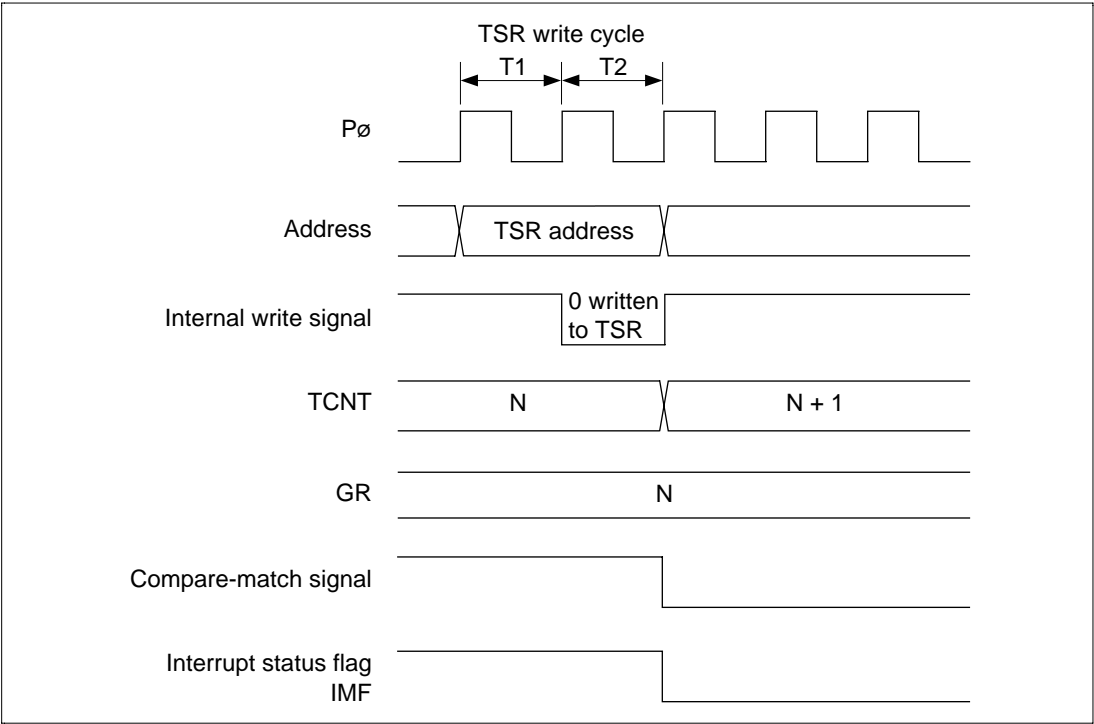 TSR write cycle
T1 T2
Pø
Address TSR address
Internal write signal 0 written
to TSR
TCNT N N + 1
GR N
Compare-match signal
Interrupt status flag
IMF